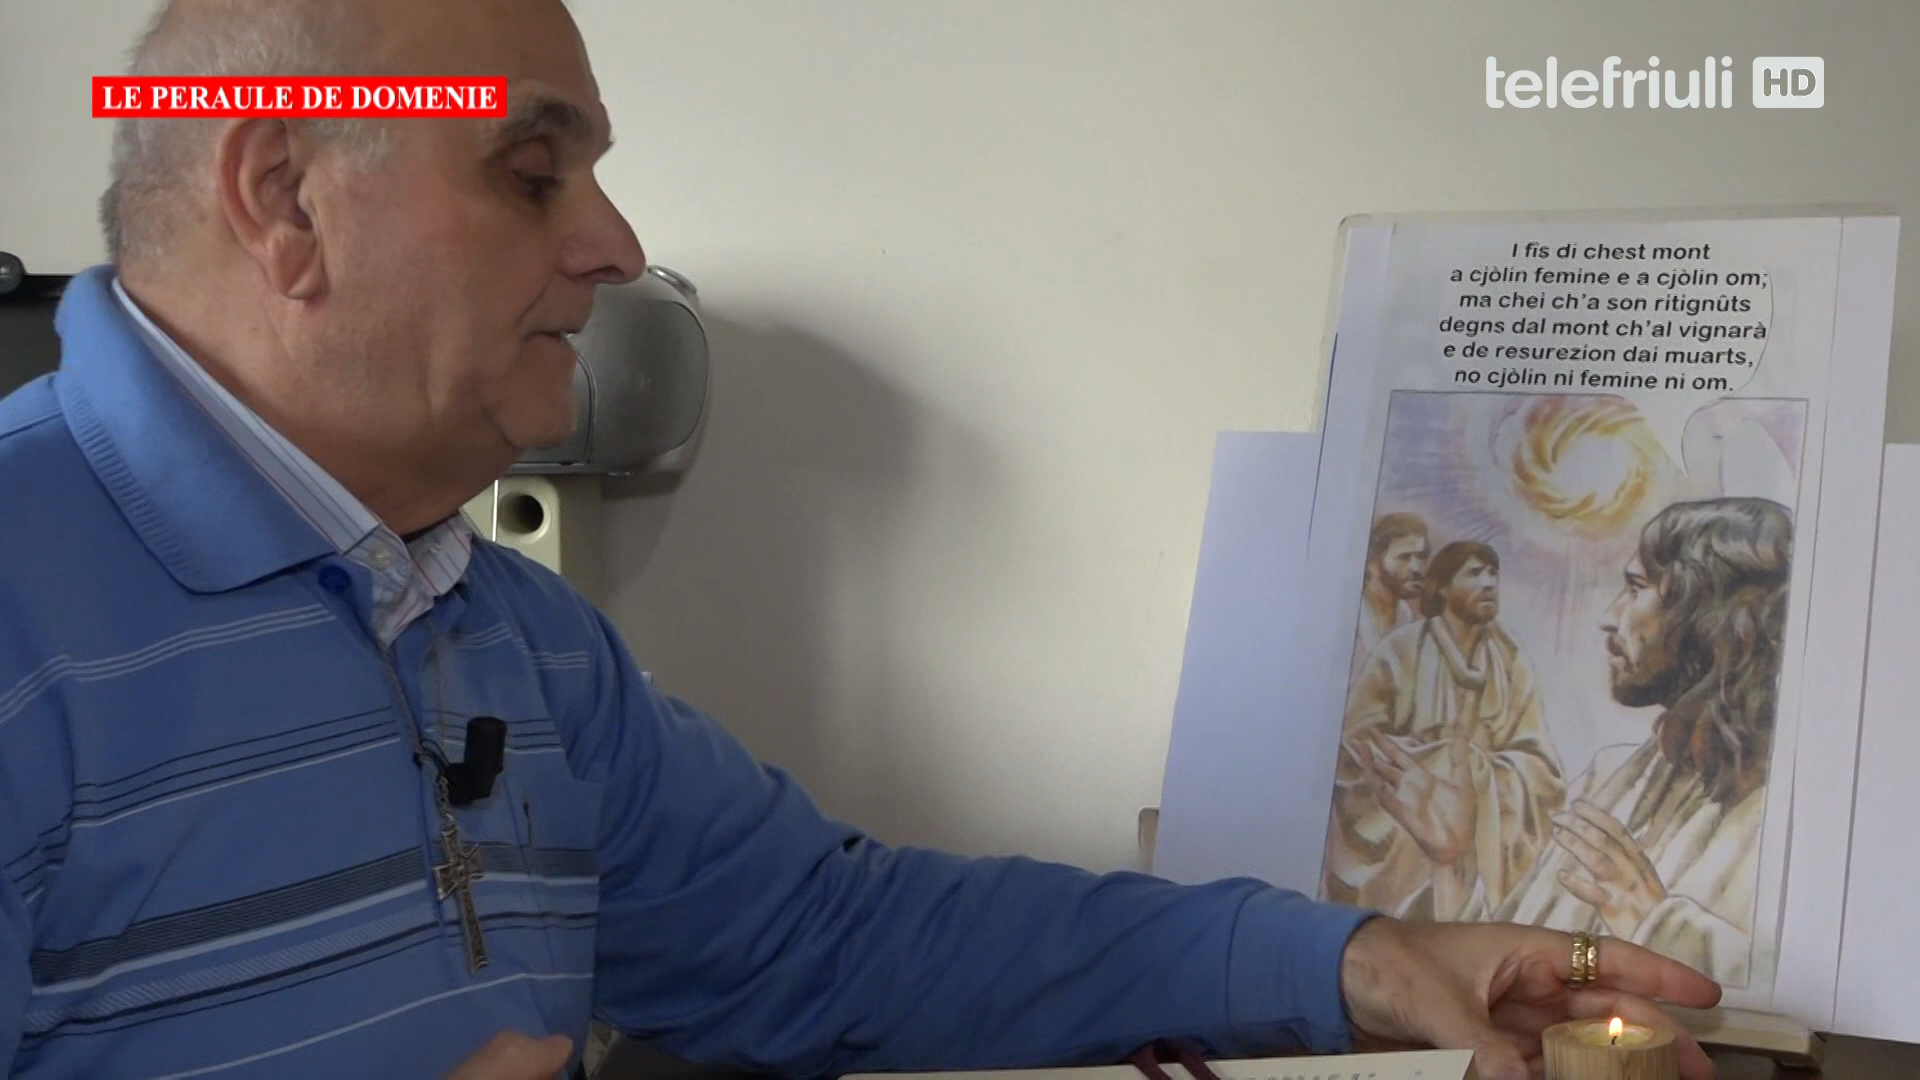 LE PERAULE DE DOMENIE
telefriuli HD
I fîs di chest mont
a cjòlin femine e a cjòlin om;
ma chei ch'a son ritignûts
degns dal mont ch'al vignarà
e de resurezion dai muarts,
no cjòlin ni femine ni om.